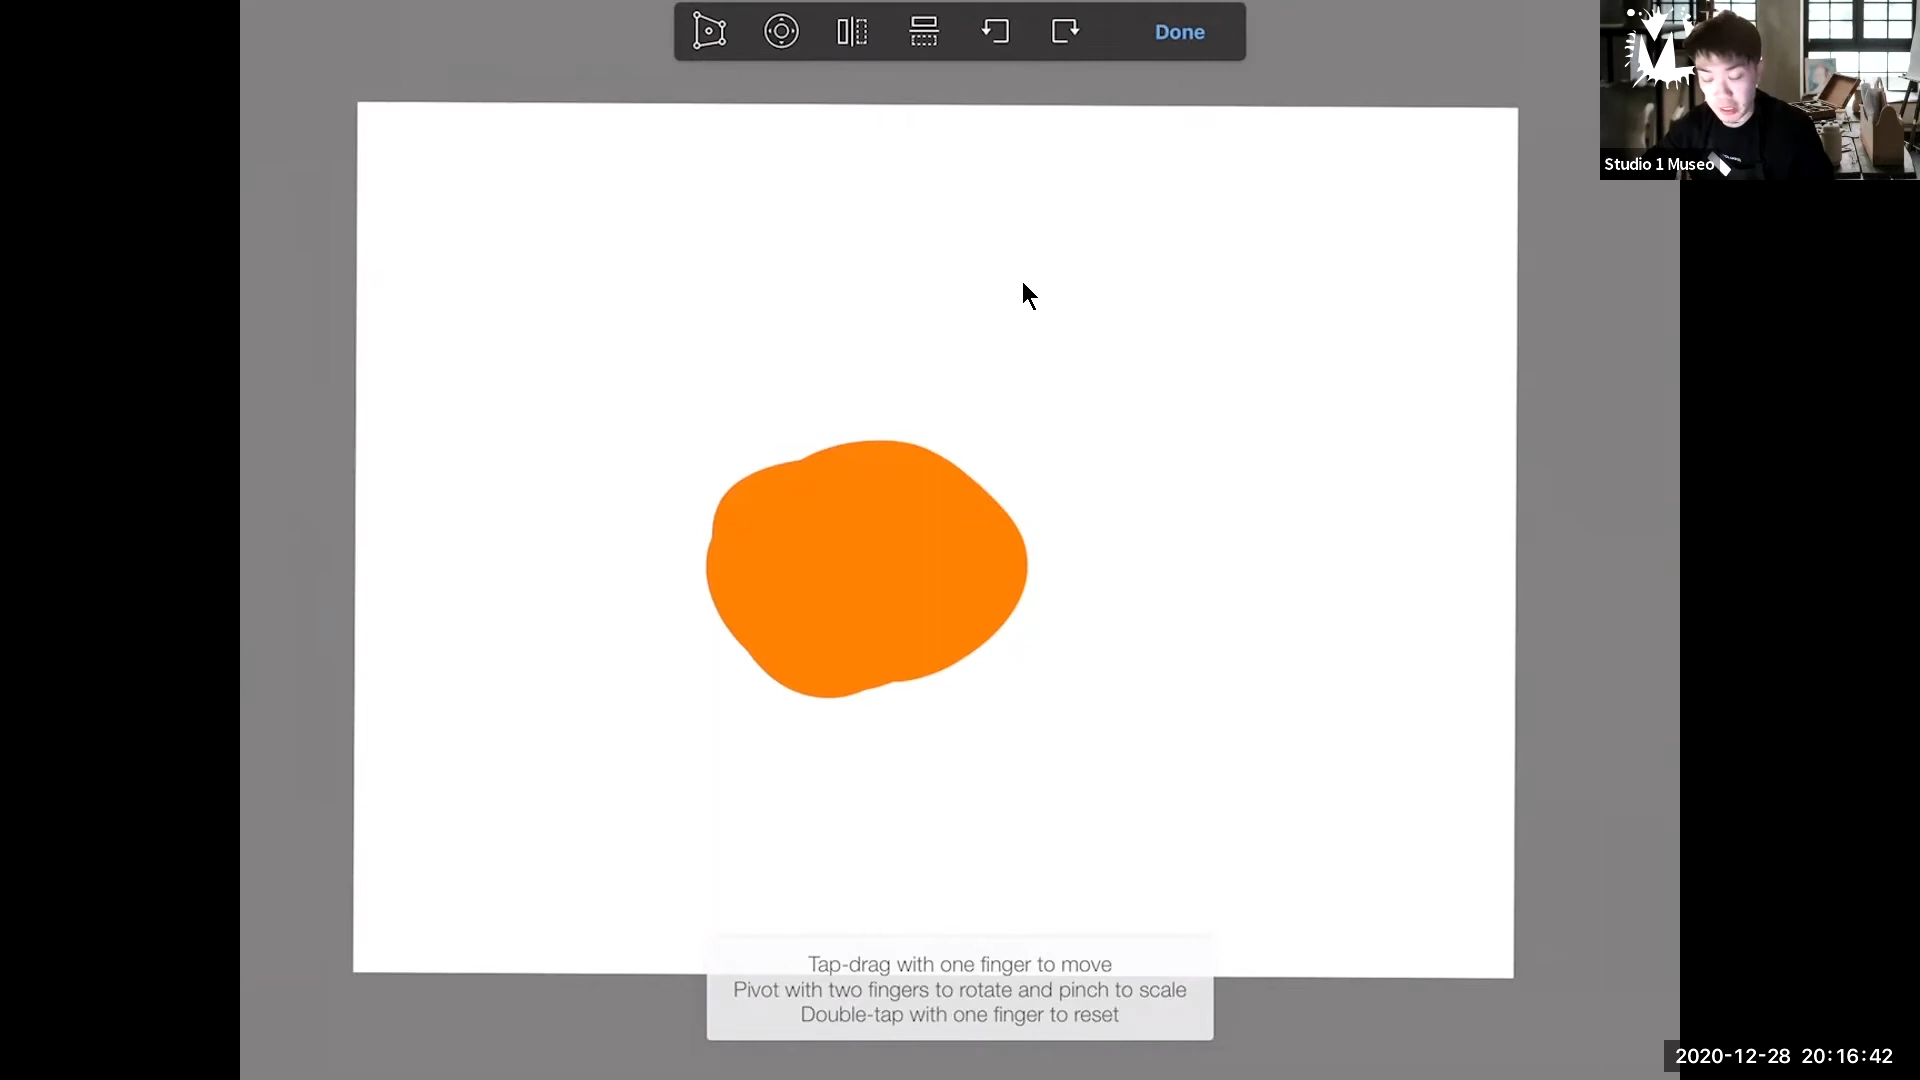 Done
Studio 1 Museo
Tap-drag with one finger to move
Pivot with two fingers to rotate and pinch to scale
Double-tap with one finger to reset
2020-12-28 20:16:42